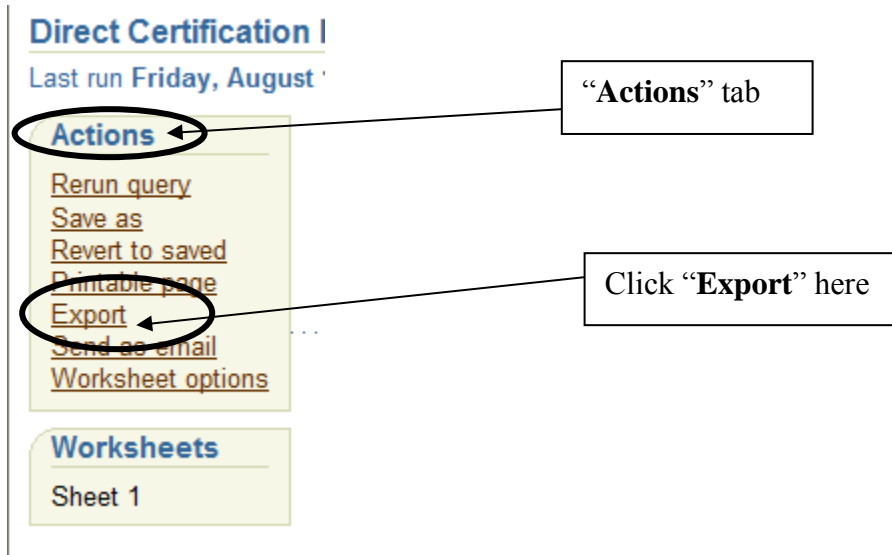 Direct Certification
Last run Friday, August
"Actions" tab
Actions
Rerun query
Save as
Revert to saved
Printable page
Click "Export" here
Export
...
Send as email
Worksheet options
Worksheets
Sheet 1